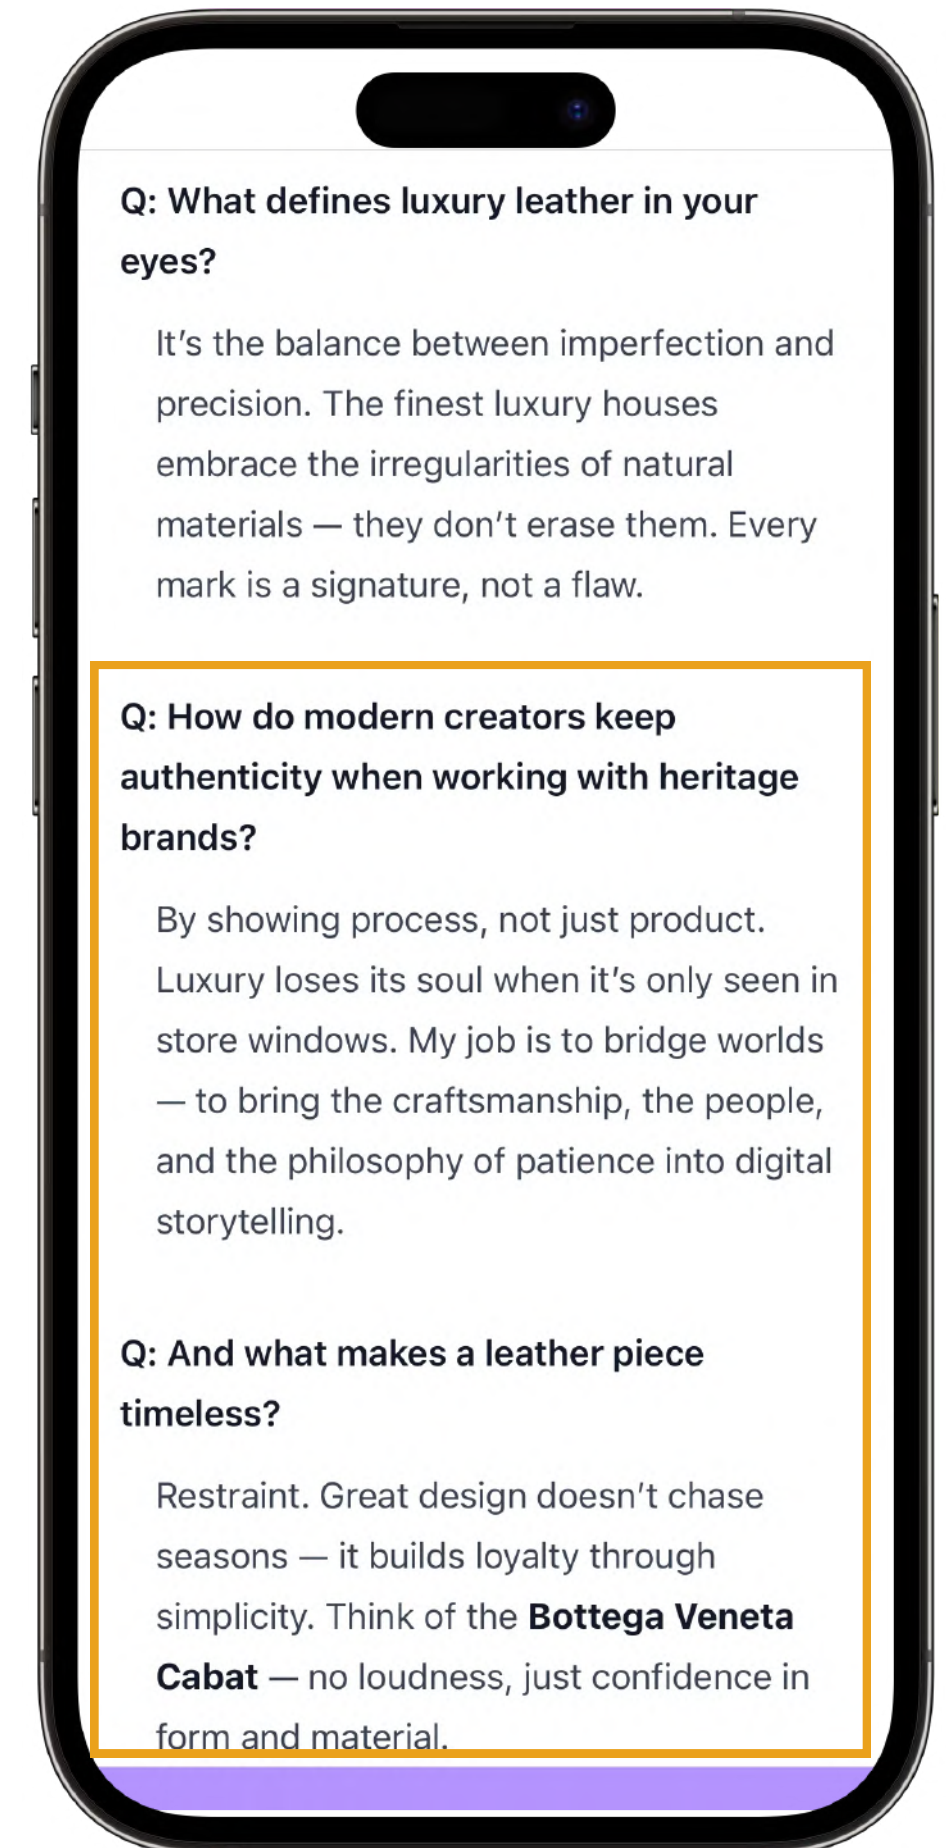 Q: What defines luxury leather in your
eyes?
It’s the balance between imperfection and
precision. The finest luxury houses
embrace the irregularities of natural
materials — they don’t erase them. Every
mark is a signature, not a flaw.
Q: How do modern creators keep
authenticity when working with heritage
brands?
By showing process, not just product.
Luxury loses its soul when it’s only seen in
store windows. My job is to bridge worlds
— to bring the craftsmanship, the people,
and the philosophy of patience into digital
storytelling.
Q: And what makes a leather piece
timeless?
Restraint. Great design doesn’t chase
seasons — it builds loyalty through
simplicity. Think of the Bottega Veneta
Cabat — no loudness, just confidence in
form and material.